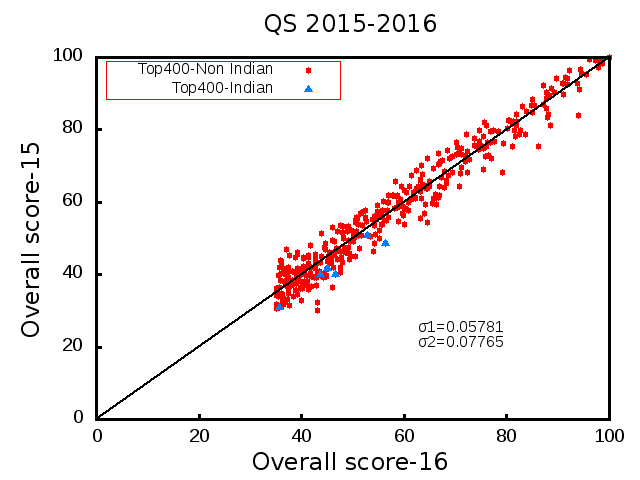 QS 2015-2016
Overall score-15
100
80
60
40
20
0
Top400-Non Indian
Top400-Indian
σ1=0.05781
σ2=0.07765
0 20 40 60 80 100
Overall score-16